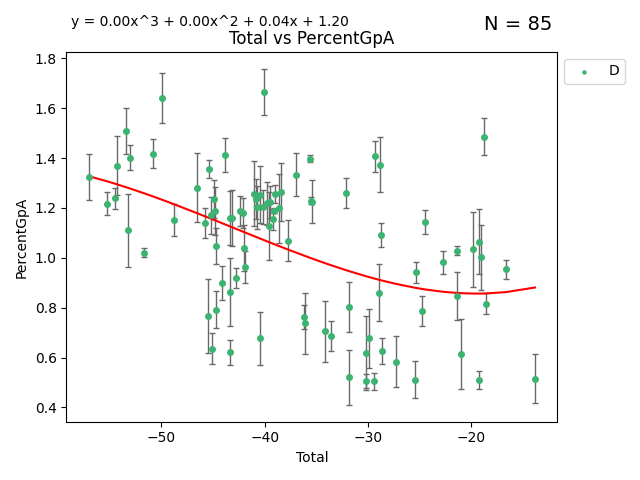 y = 0.00x^3 + 0.00x^2 + 0.04x + 1.20
N = 85
Total vs PercentGpA
D
PercentGpA
1.8
1.6
1.4
1.2
1.0
0.8
0.6
0.4
−50 −40 −30 −20
Total